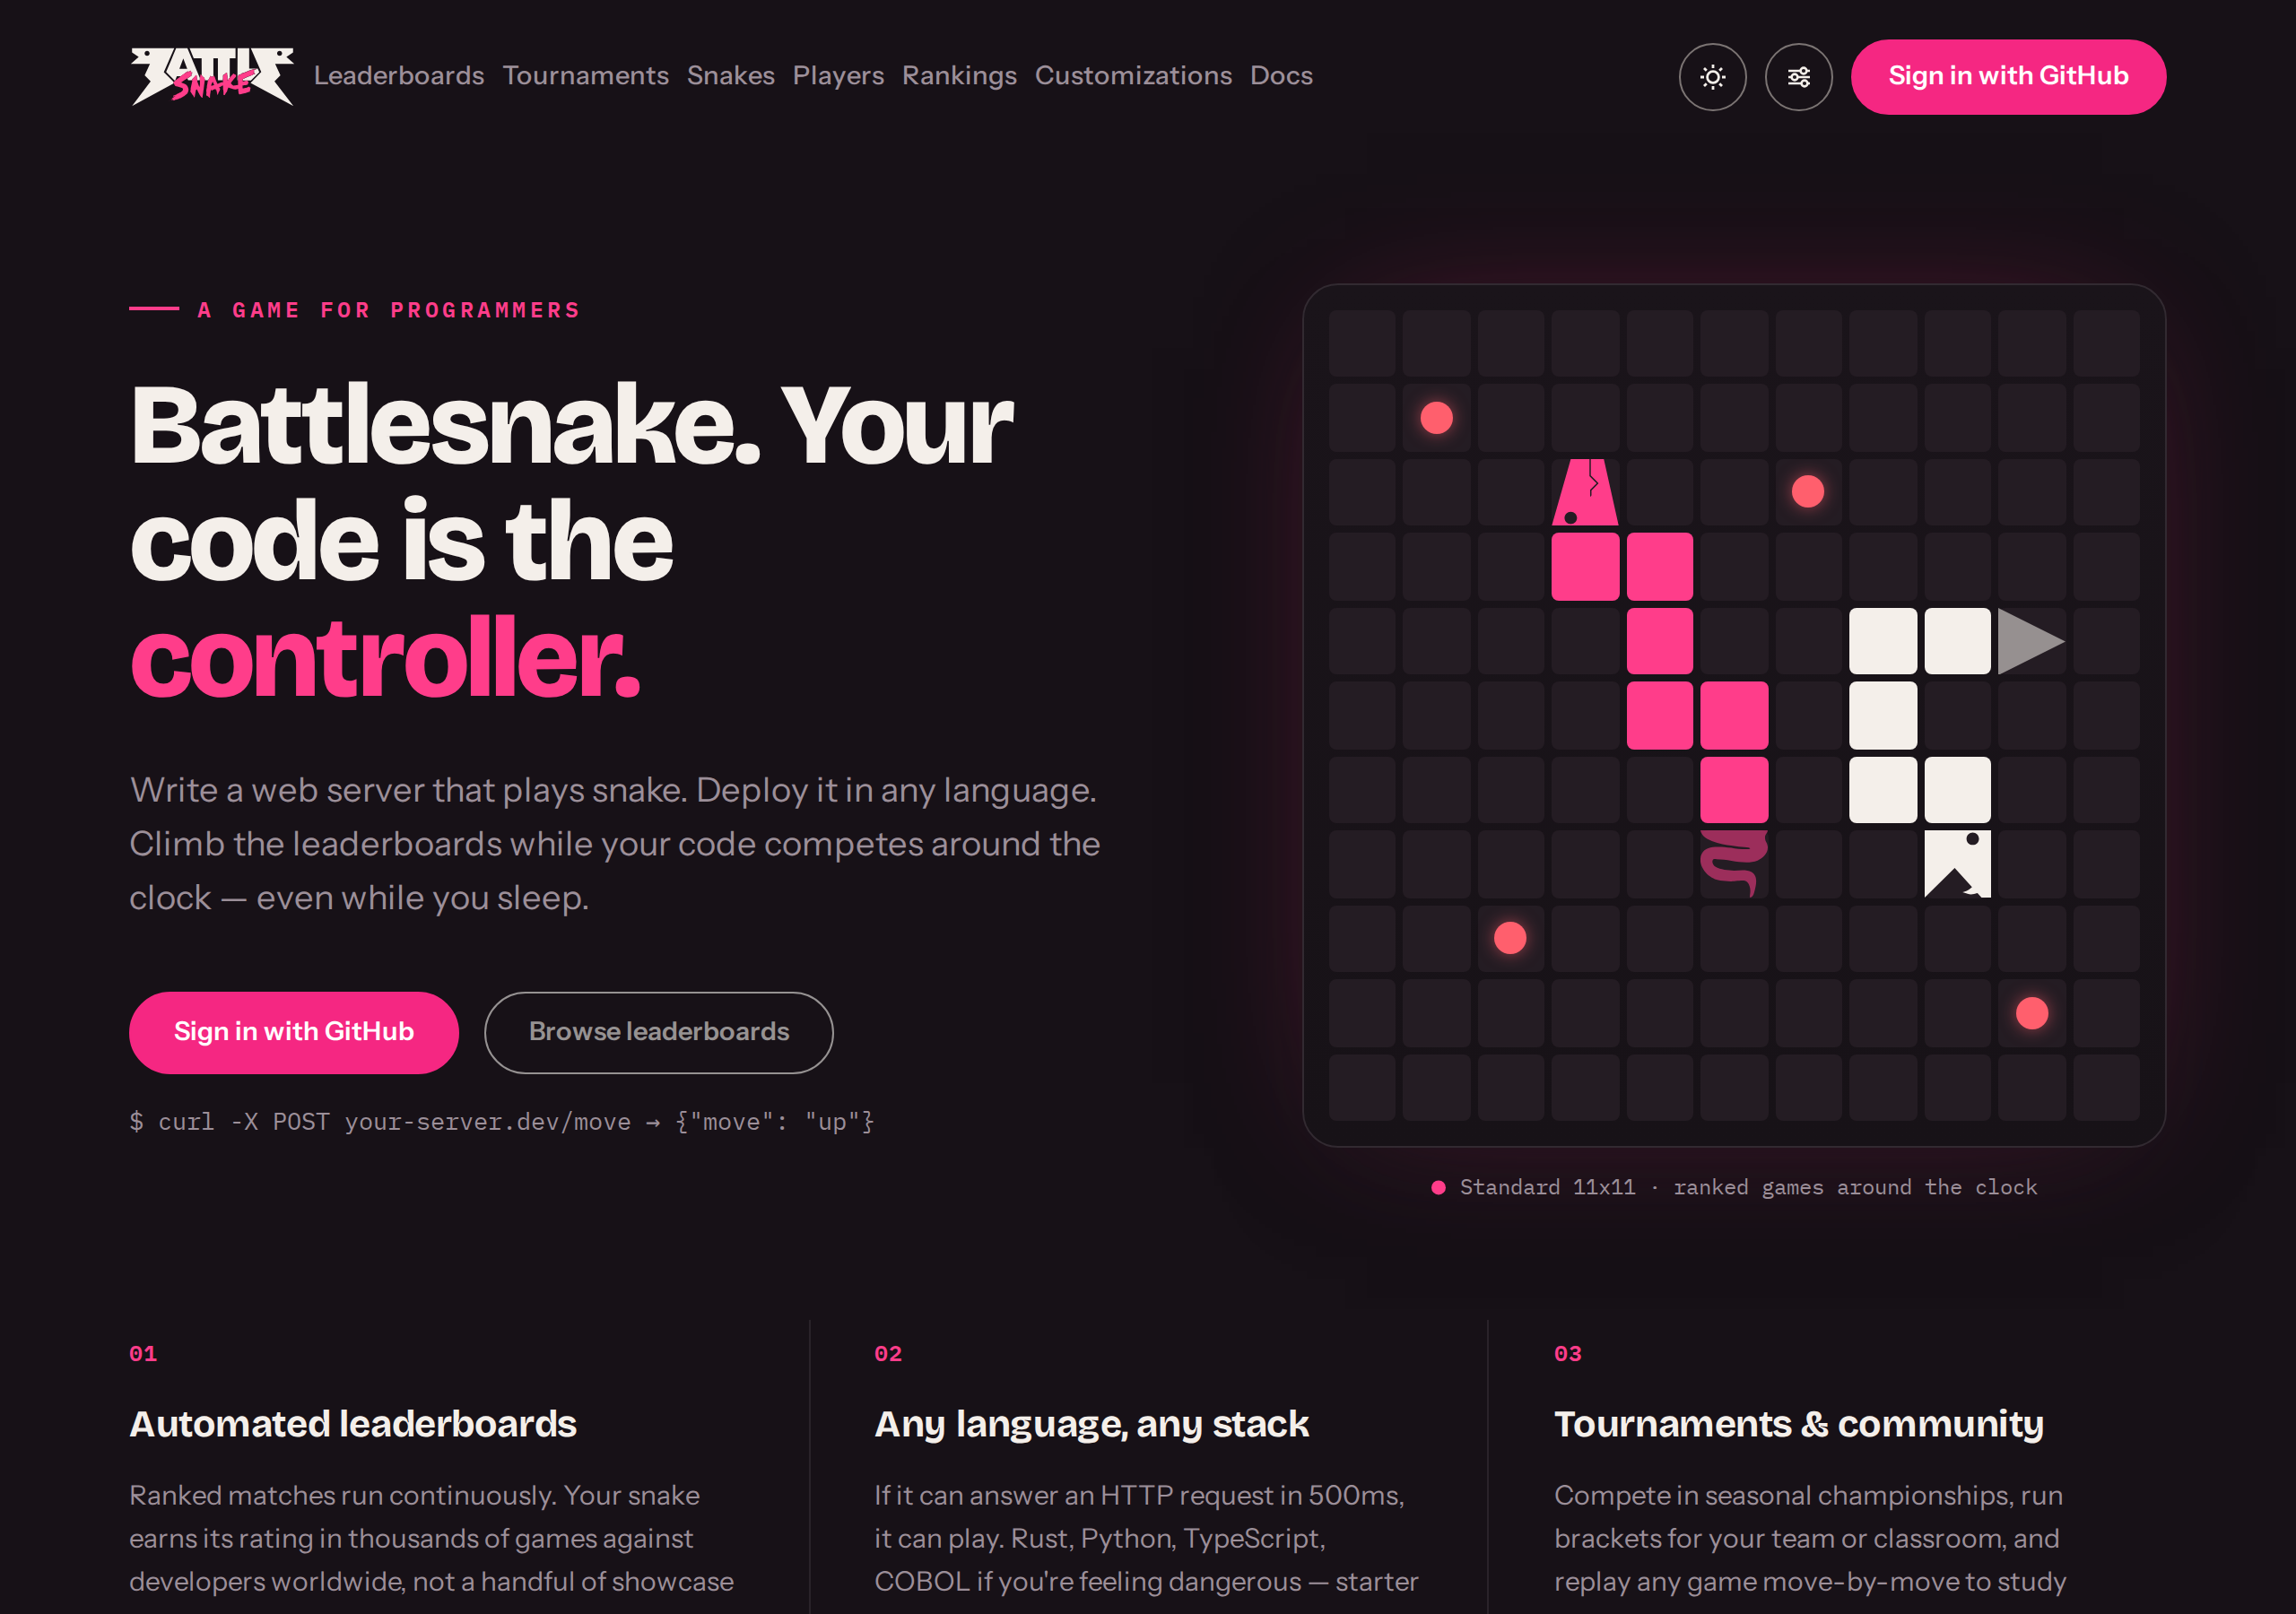 BATTLE
SNAKE
Leaderboards Tournaments Snakes Players Rankings Customizations Docs
Sign in with GitHub
A GAME FOR PROGRAMMERS
Battlesnake. Your
code is the
controller.
Write a web server that plays snake. Deploy it in any language.
Climb the leaderboards while your code competes around the
clock — even while you sleep.
Sign in with GitHub
Browse leaderboards
$ curl -X POST your-server.dev/move → {"move": "up"}
Standard 11x11 · ranked games around the clock
01
Automated leaderboards
Ranked matches run continuously. Your snake
earns its rating in thousands of games against
developers worldwide, not a handful of showcase
02
Any language, any stack
If it can answer an HTTP request in 500ms,
it can play. Rust, Python, TypeScript,
COBOL if you're feeling dangerous — starter
03
Tournaments & community
Compete in seasonal championships, run
brackets for your team or classroom, and
replay any game move-by-move to study